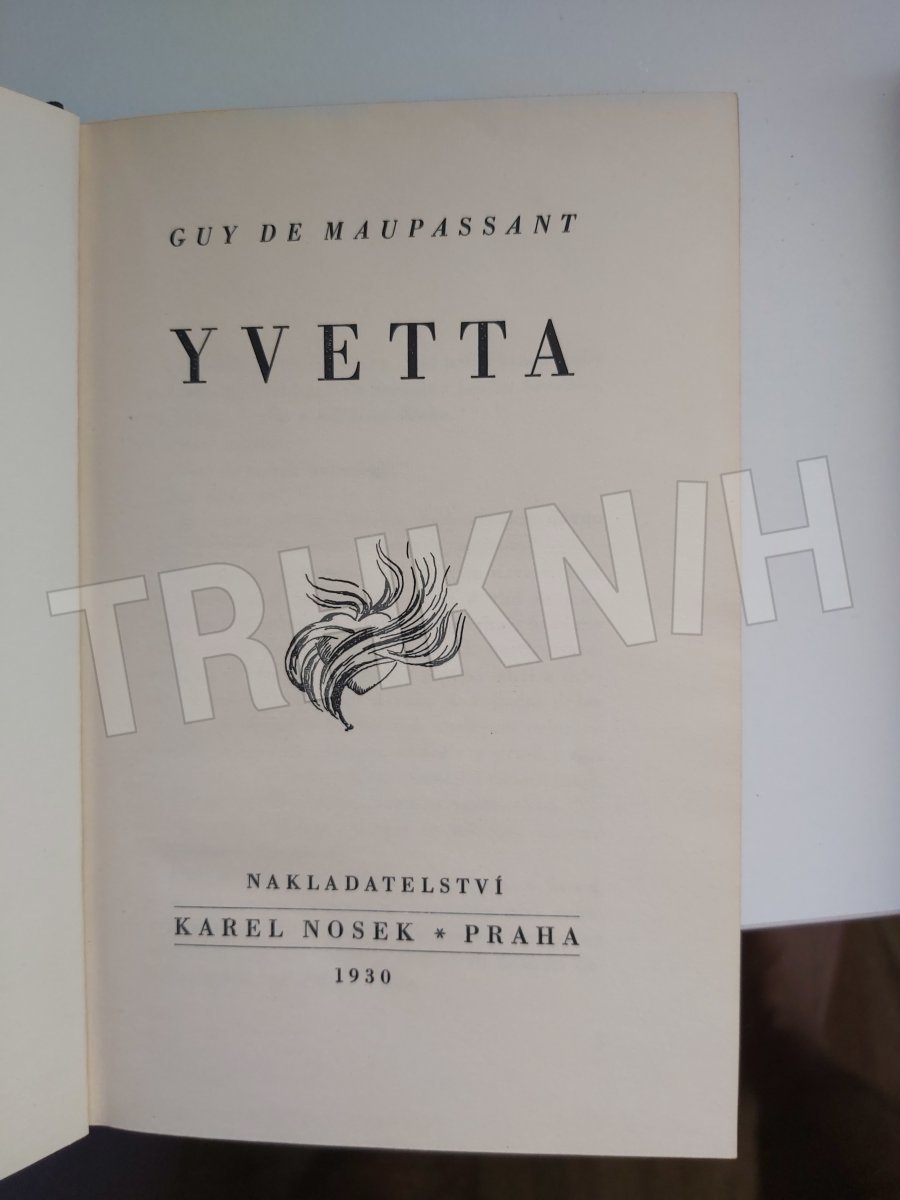 GUY DE MAUPASSANT
YVETTA
TRHKNIH
NAKLADATELSTVÍ
KAREL NOSEK * PRAHA
1930